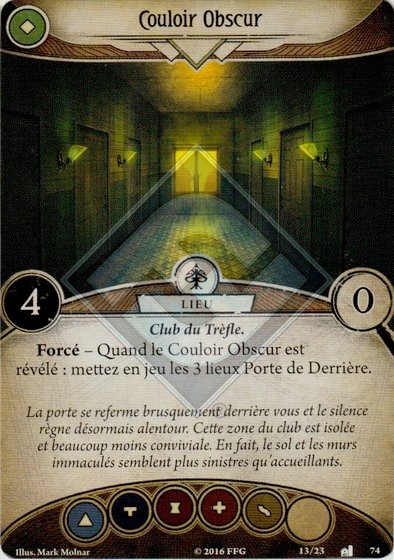 Couloir Obscur
4
LIEU
0
Club du Trèfle.
Forcé – Quand le Couloir Obscur est
révélé : mettez en jeu les 3 lieux Porte de Derrière.
La porte se referme brusquement derrière vous et le silence
règne désormais alentour. Cette zone du club est isolée
et beaucoup moins conviviale. En fait, le sol et les murs
immaculés semblent plus sinistres qu'accueillants.
Illus. Mark Molnar
© 2016 FFG
13/23
74